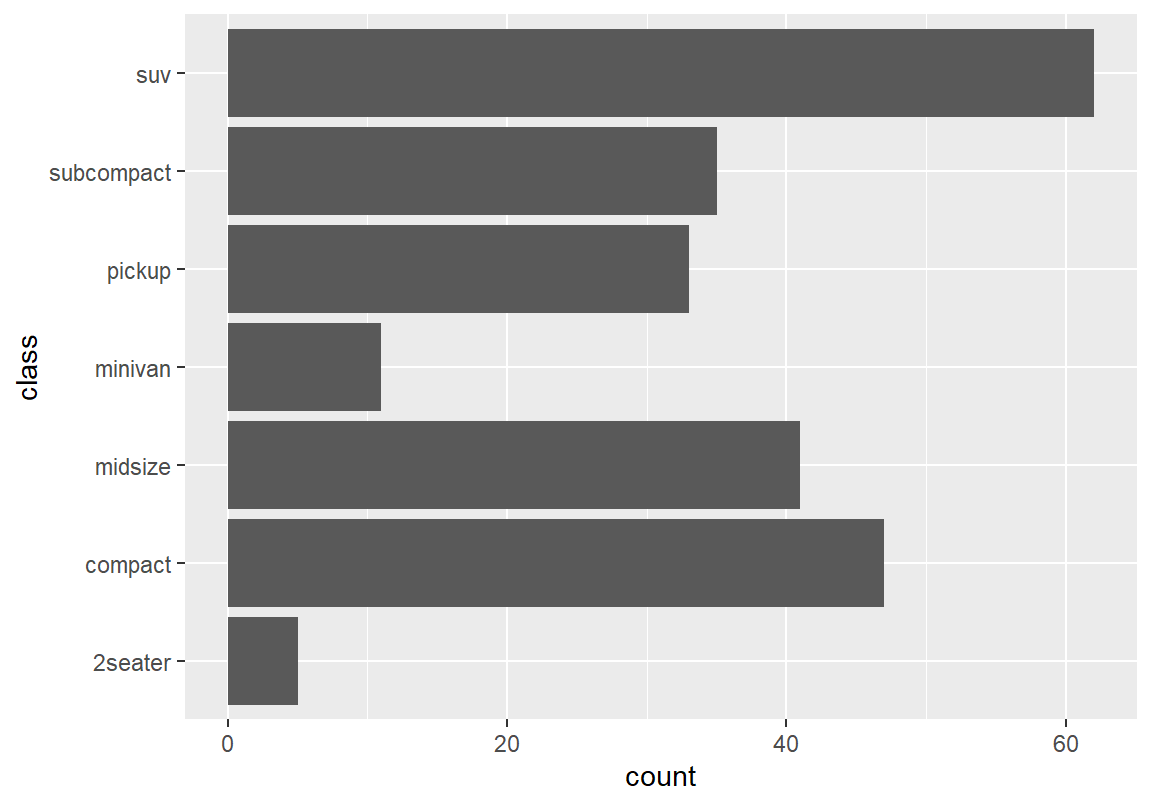 suv
subcompact
pickup
minivan
midsize
compact
2seater
class
0 20 40 60
count